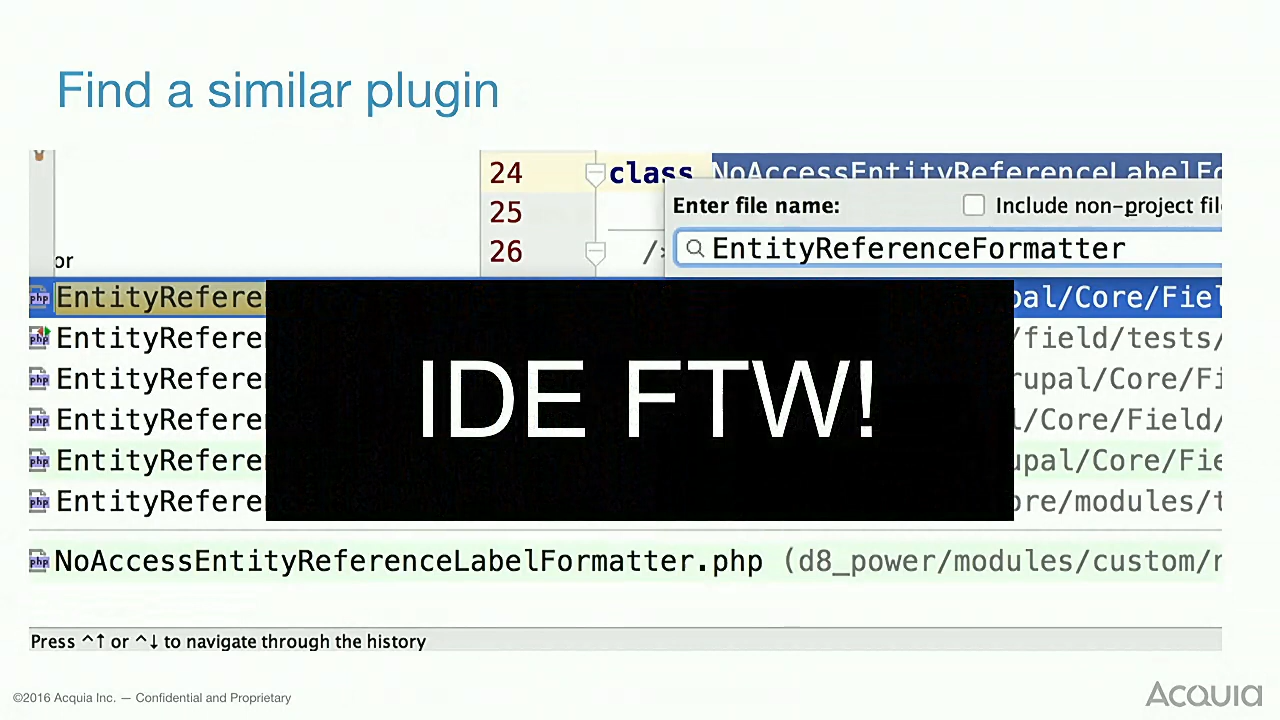 Find a similar plugin
24 class NoAccessEntityReferenceLabelFo
25 Enter file name: Include non-project fil
26 /* EntityReferenceFormatter
or
EntityRefere pal/Core/Fiel
EntityRefere /field/tests/
EntityRefere rupal/Core/Fi
EntityRefere l/Core/Field/
EntityRefere upal/Core/Fie
EntityRefere ore/modules/t
IDE FTW!
NoAccessEntityReferenceLabelFormatter.php (d8_power/modules/custom/n
Press ^↑ or ^↓ to navigate through the history
©2016 Acquia Inc. — Confidential and Proprietary
Acquia